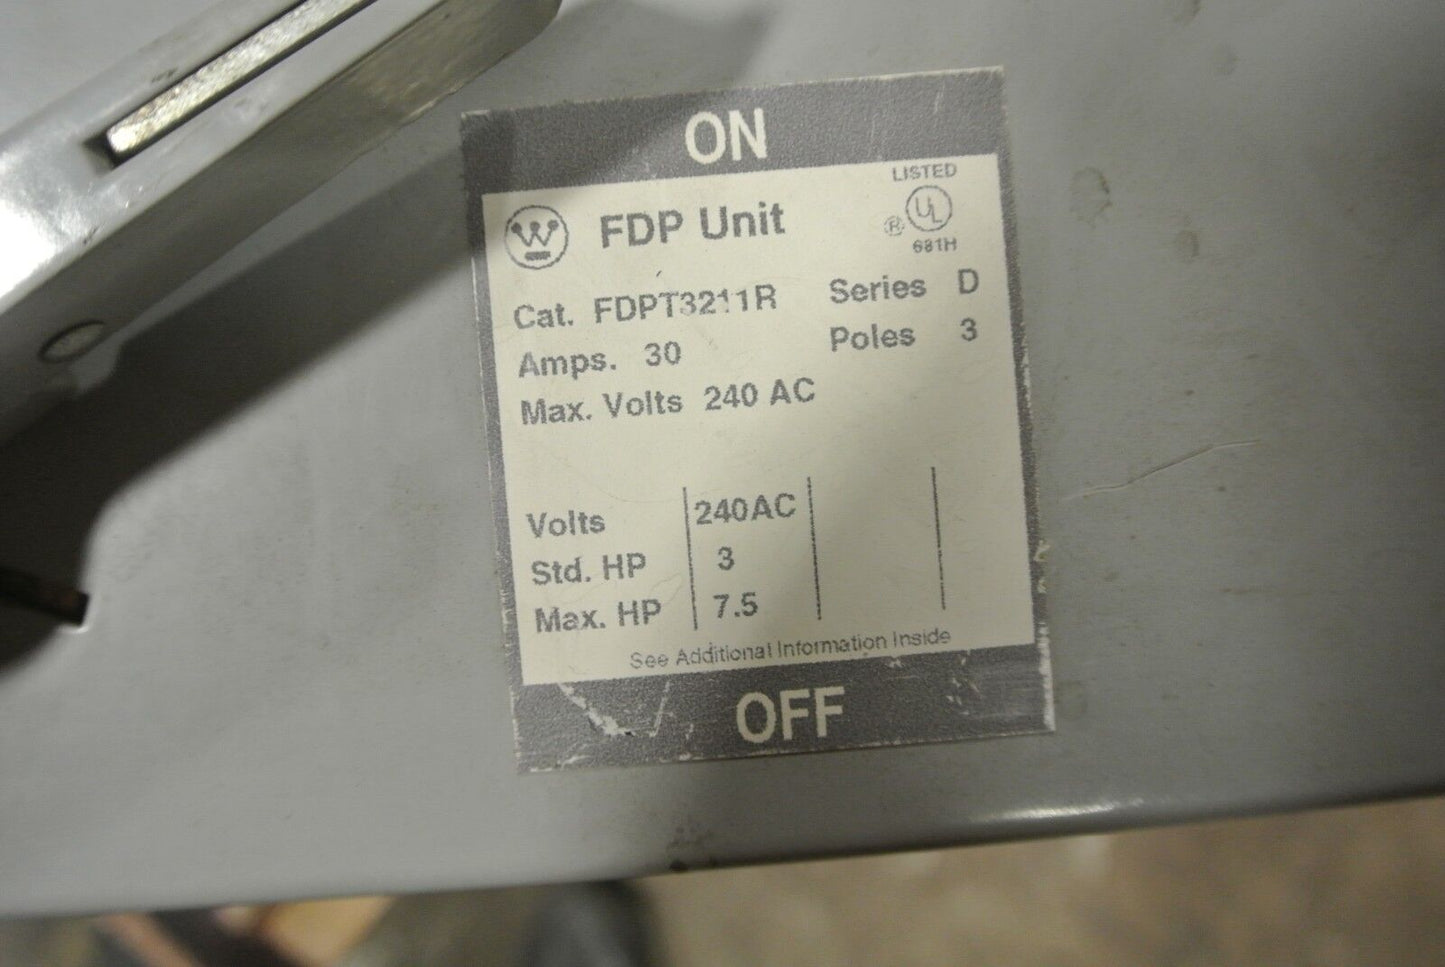 ON
LISTED
W FDP Unit ® UL
681H
Cat. FDPT3211R Series D
Amps. 30 Poles 3
Max. Volts 240 AC
Volts 240AC
Std. HP 3
Max. HP 7.5
See Additional Information Inside
OFF